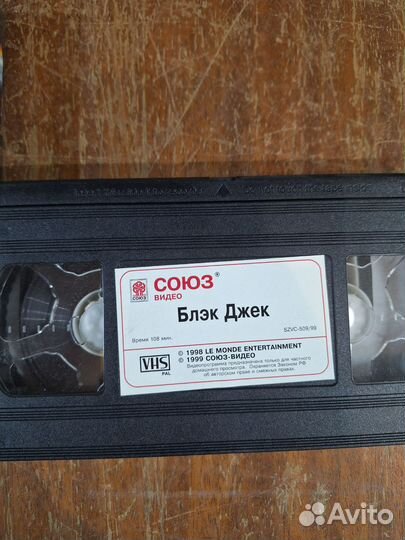 СОЮЗ®
ВИДЕО
СОЮЗ
Блэк Джек
Время 108 мин.
SZVC-509/99
VHS
PAL
© 1998 LE MONDE ENTERTAINMENT
© 1999 СОЮЗ-ВИДЕО
Видеопрограмма предназначена только для частного
домашнего просмотра. Охраняется Законом РФ
об авторском праве и смежных правах.
Avito